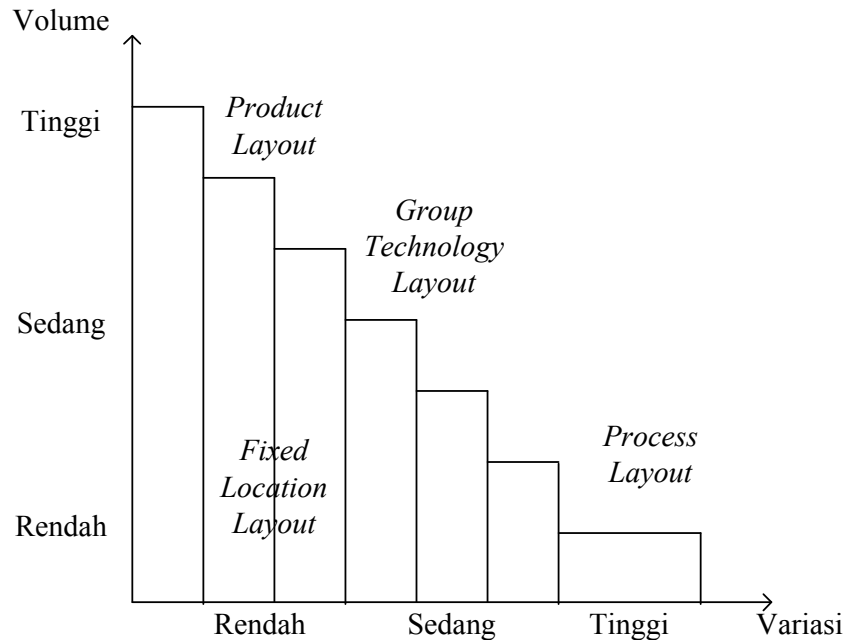 Volume
Tinggi
Product
Layout
Group
Technology
Layout
Sedang
Fixed
Location
Layout
Process
Layout
Rendah
Rendah
Sedang
Tinggi
Variasi